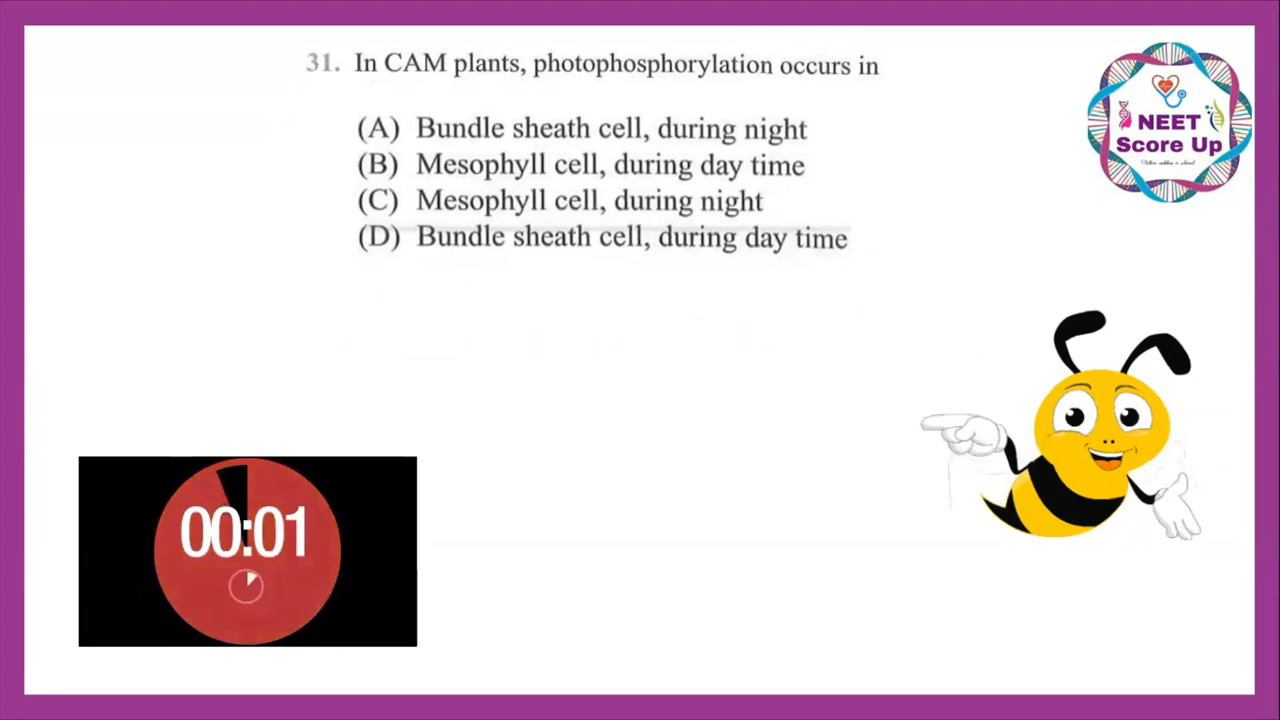 31. In CAM plants, photophosphorylation occurs in
(A) Bundle sheath cell, during night
(B) Mesophyll cell, during day time
(C) Mesophyll cell, during night
(D) Bundle sheath cell, during day time
NEET
Score Up
00:01